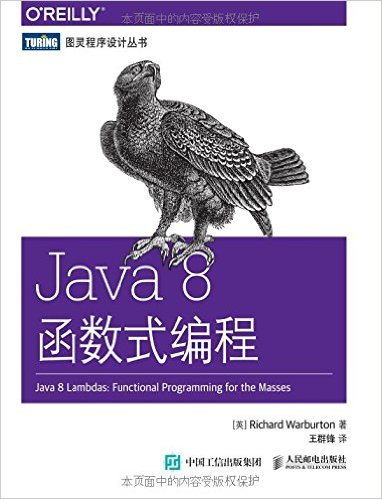 本页面中的内容受版权保护
O'REILLY®
TURING 图灵程序设计丛书
Java 8
函数式编程
Java 8 Lambdas: Functional Programming for the Masses
[英] Richard Warburton 著
王群锋 译
中国工信出版集团 人民邮电出版社
POSTS & TELECOM PRESS
本页面中的内容受版权保护